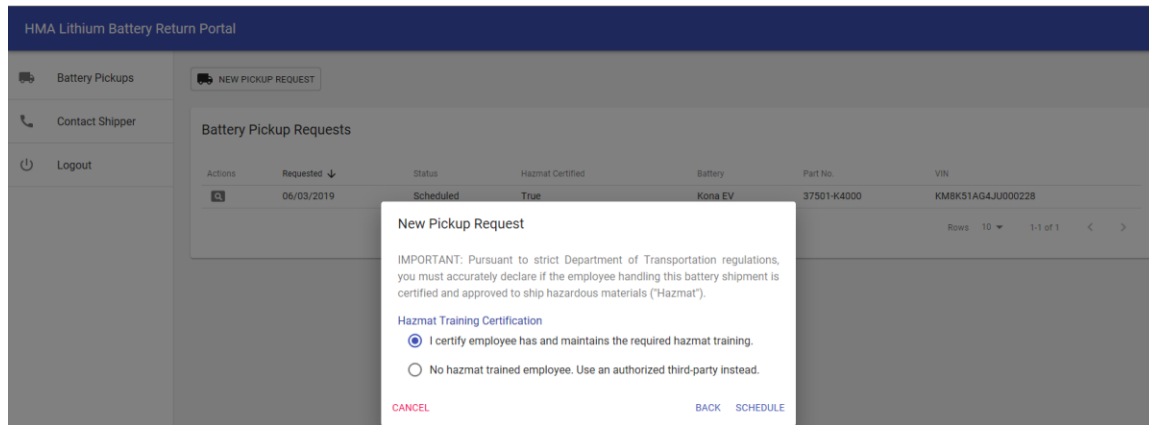 HMA Lithium Battery Return Portal
Battery Pickups
Contact Shipper
Logout
NEW PICKUP REQUEST
Battery Pickup Requests
Actions Requested Status Hazmat Certified Battery Part No. VIN
06/03/2019 Scheduled True Kona EV 37501-K4000 KM8K51AG4JU000228
Rows 10 1-1 of 1
New Pickup Request
IMPORTANT: Pursuant to strict Department of Transportation regulations,
you must accurately declare if the employee handling this battery shipment is
certified and approved to ship hazardous materials ("Hazmat").
Hazmat Training Certification
I certify employee has and maintains the required hazmat training.
No hazmat trained employee. Use an authorized third-party instead.
CANCEL BACK SCHEDULE